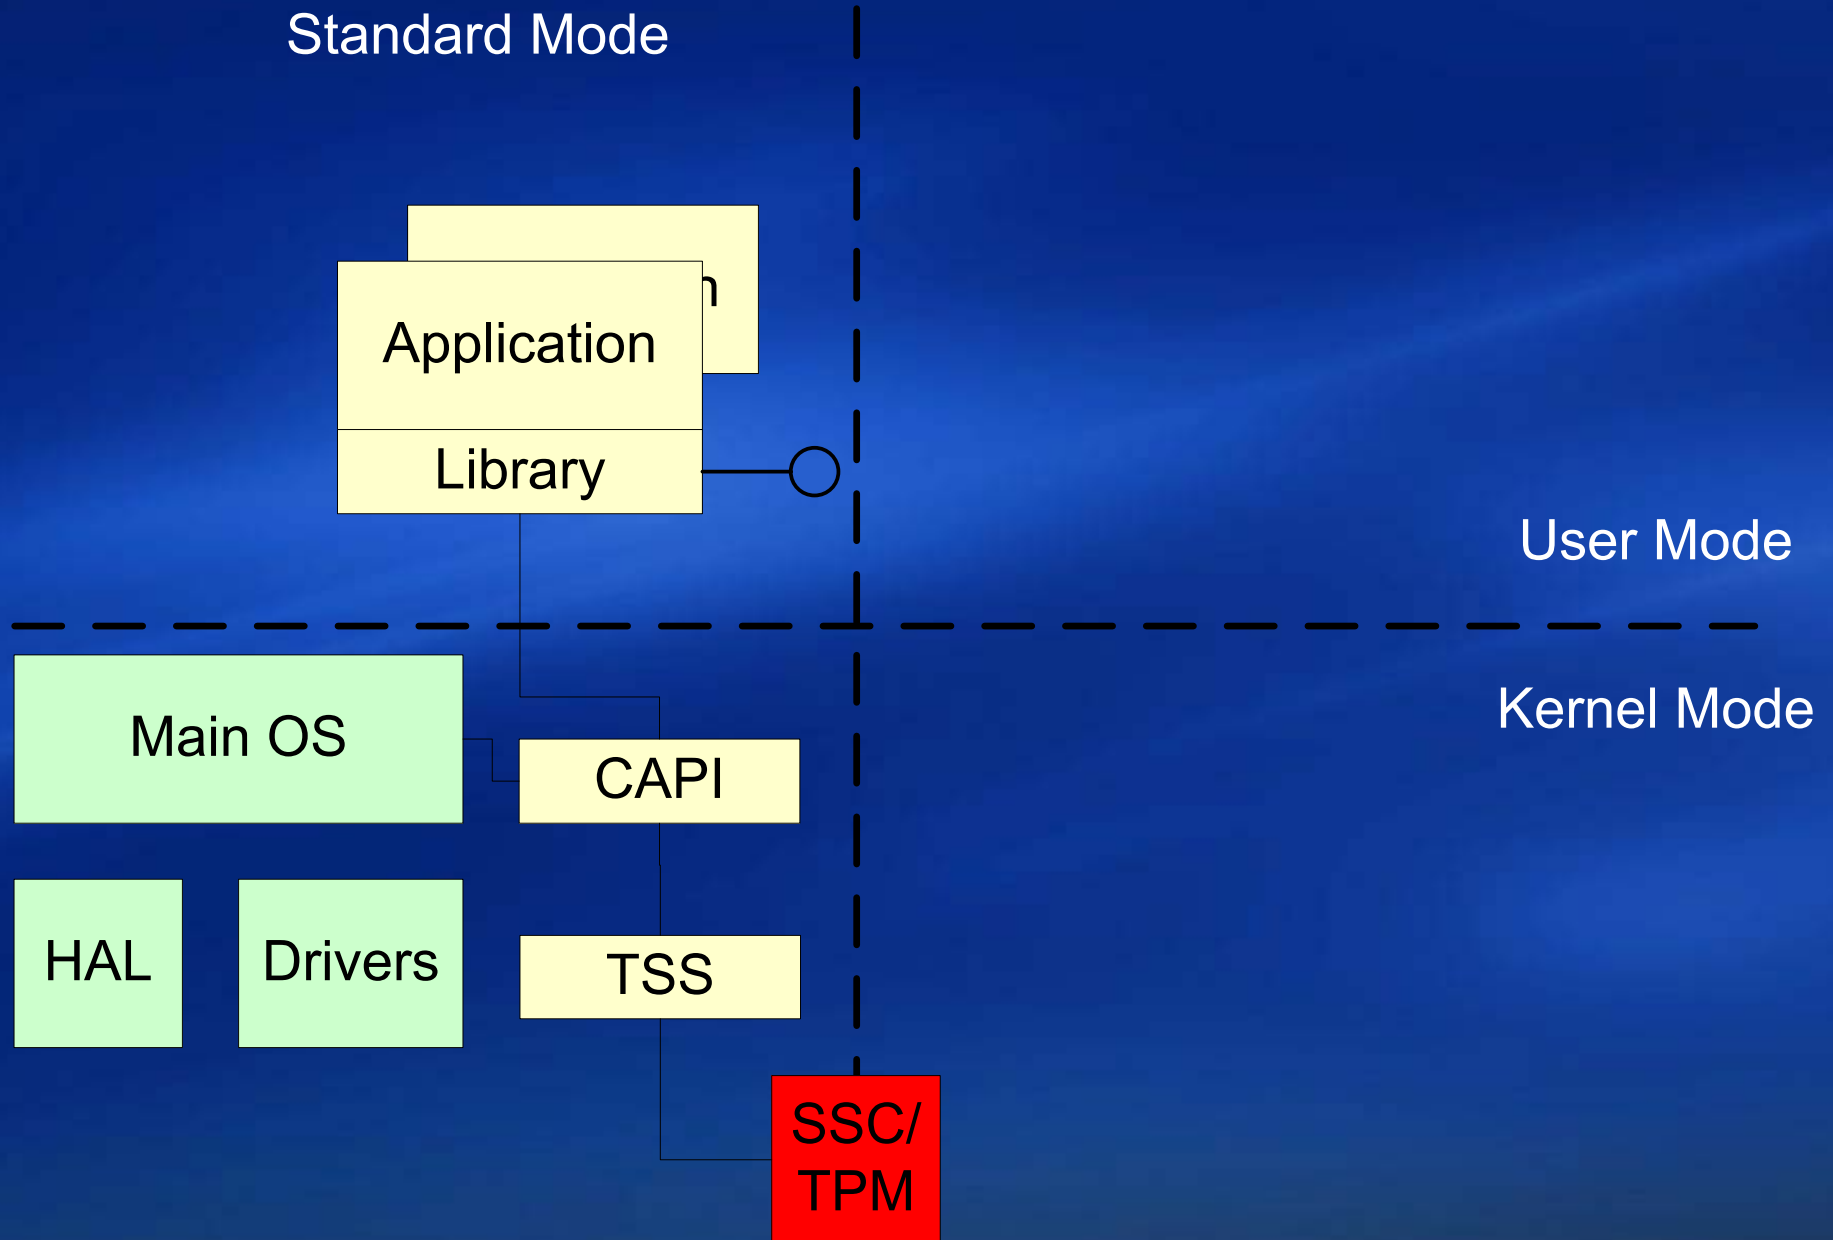 Standard Mode
Application
Library
User Mode
Kernel Mode
Main OS
CAPI
HAL
Drivers
TSS
SSC/
TPM